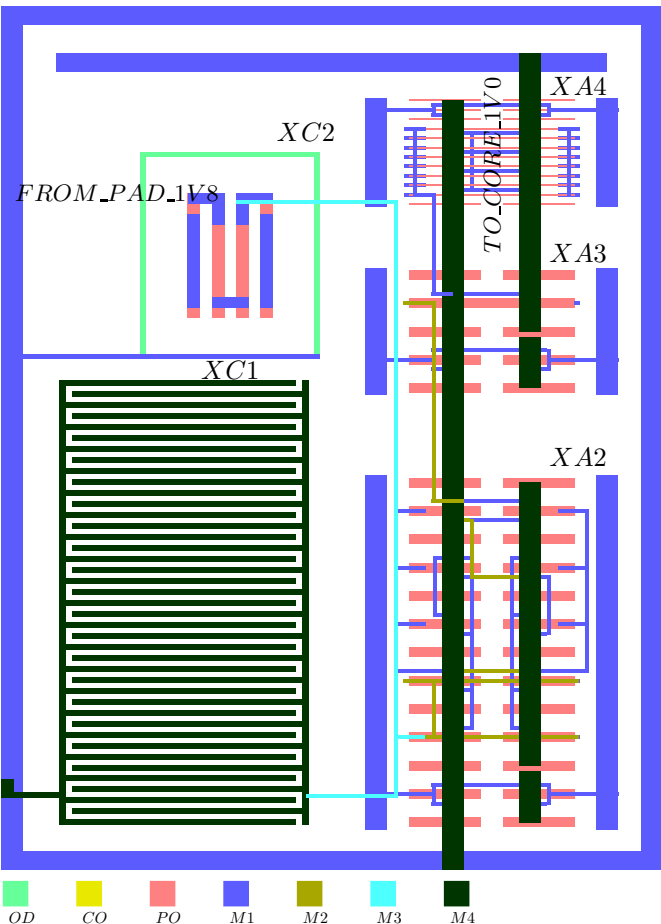 XA4
TO_CORE_1V0
XC2
FROM_PAD_1V8
XA3
XC1
XA2
OD CO PO M1 M2 M3 M4